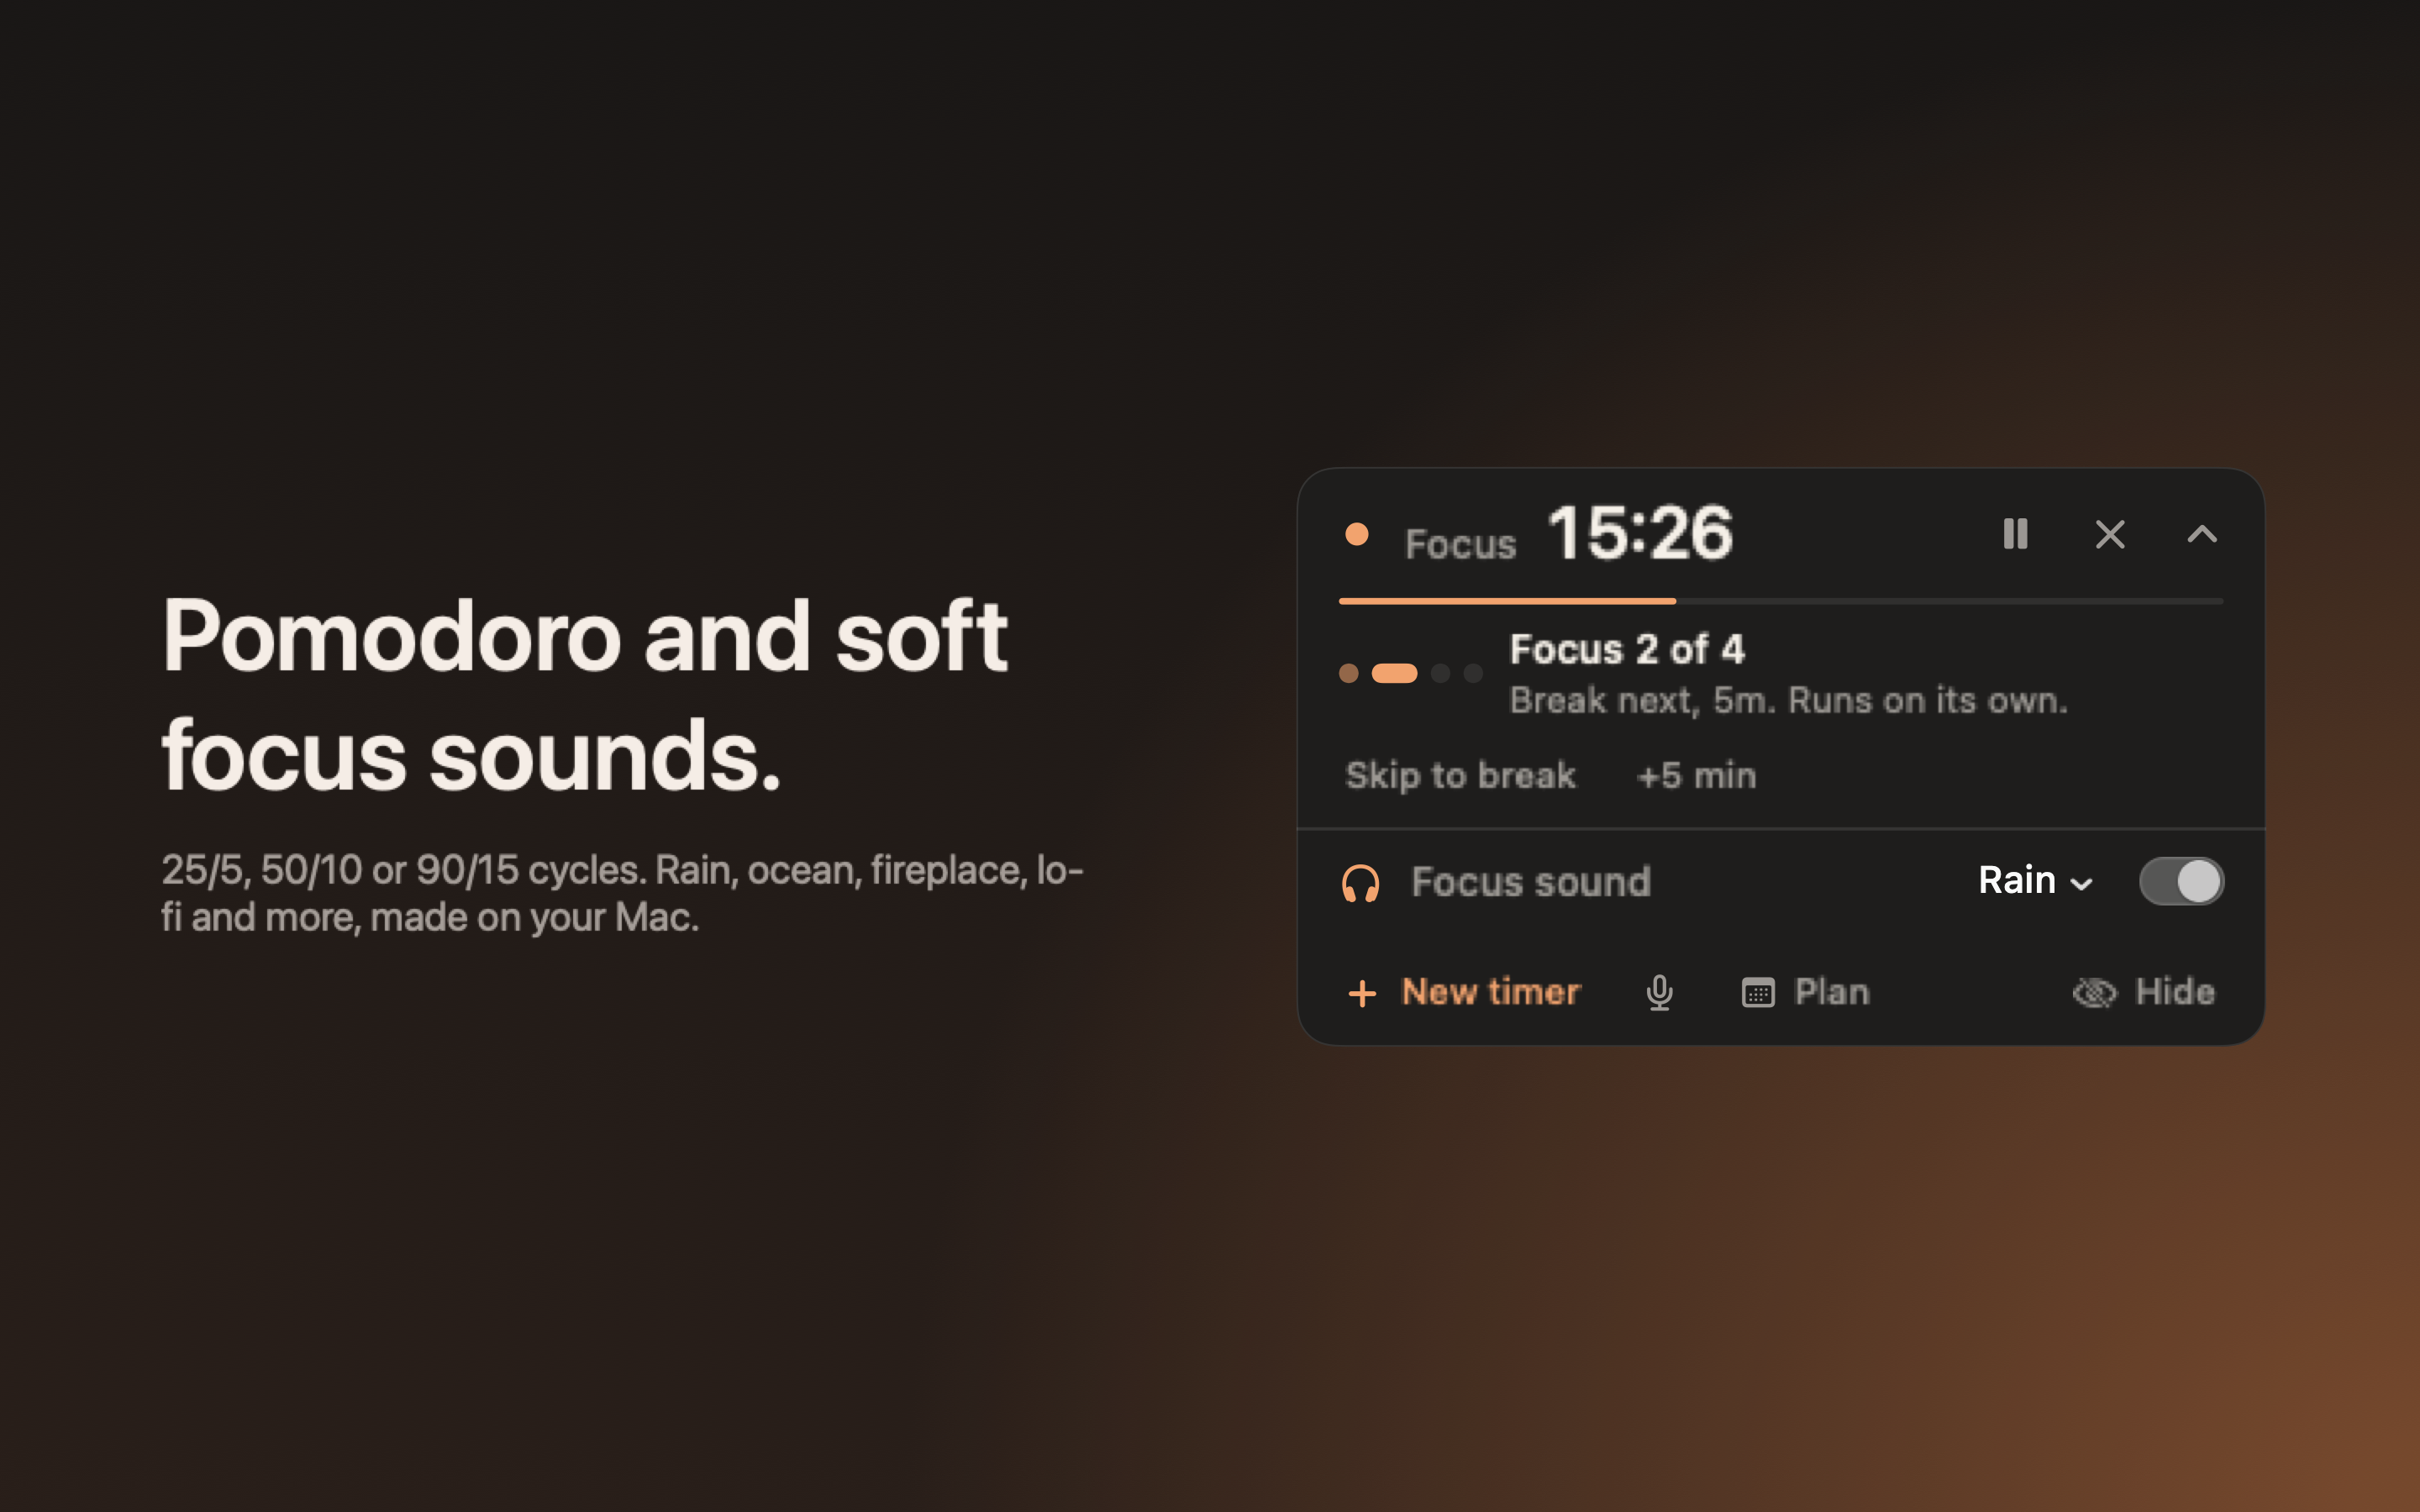 Pomodoro and soft
focus sounds.
25/5, 50/10 or 90/15 cycles. Rain, ocean, fireplace, lo-
fi and more, made on your Mac.
Focus 15:26
Focus 2 of 4
Break next, 5m. Runs on its own.
Skip to break +5 min
Focus sound Rain
New timer Plan Hide